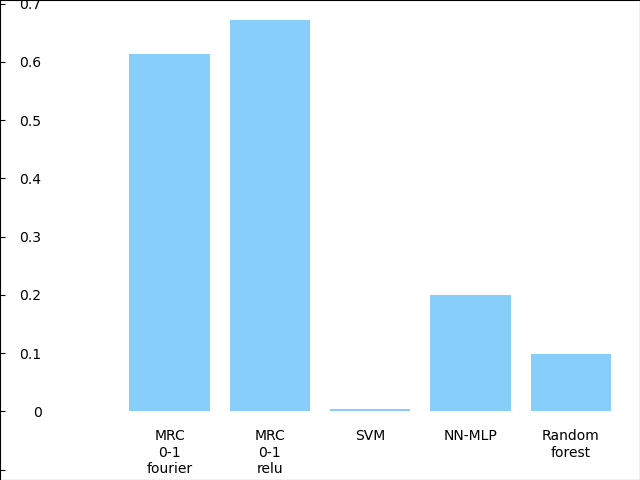 0.7
0.6
0.5
0.4
0.3
0.2
0.1
0
MRC
0-1
fourier
MRC
0-1
relu
SVM
NN-MLP
Random
forest